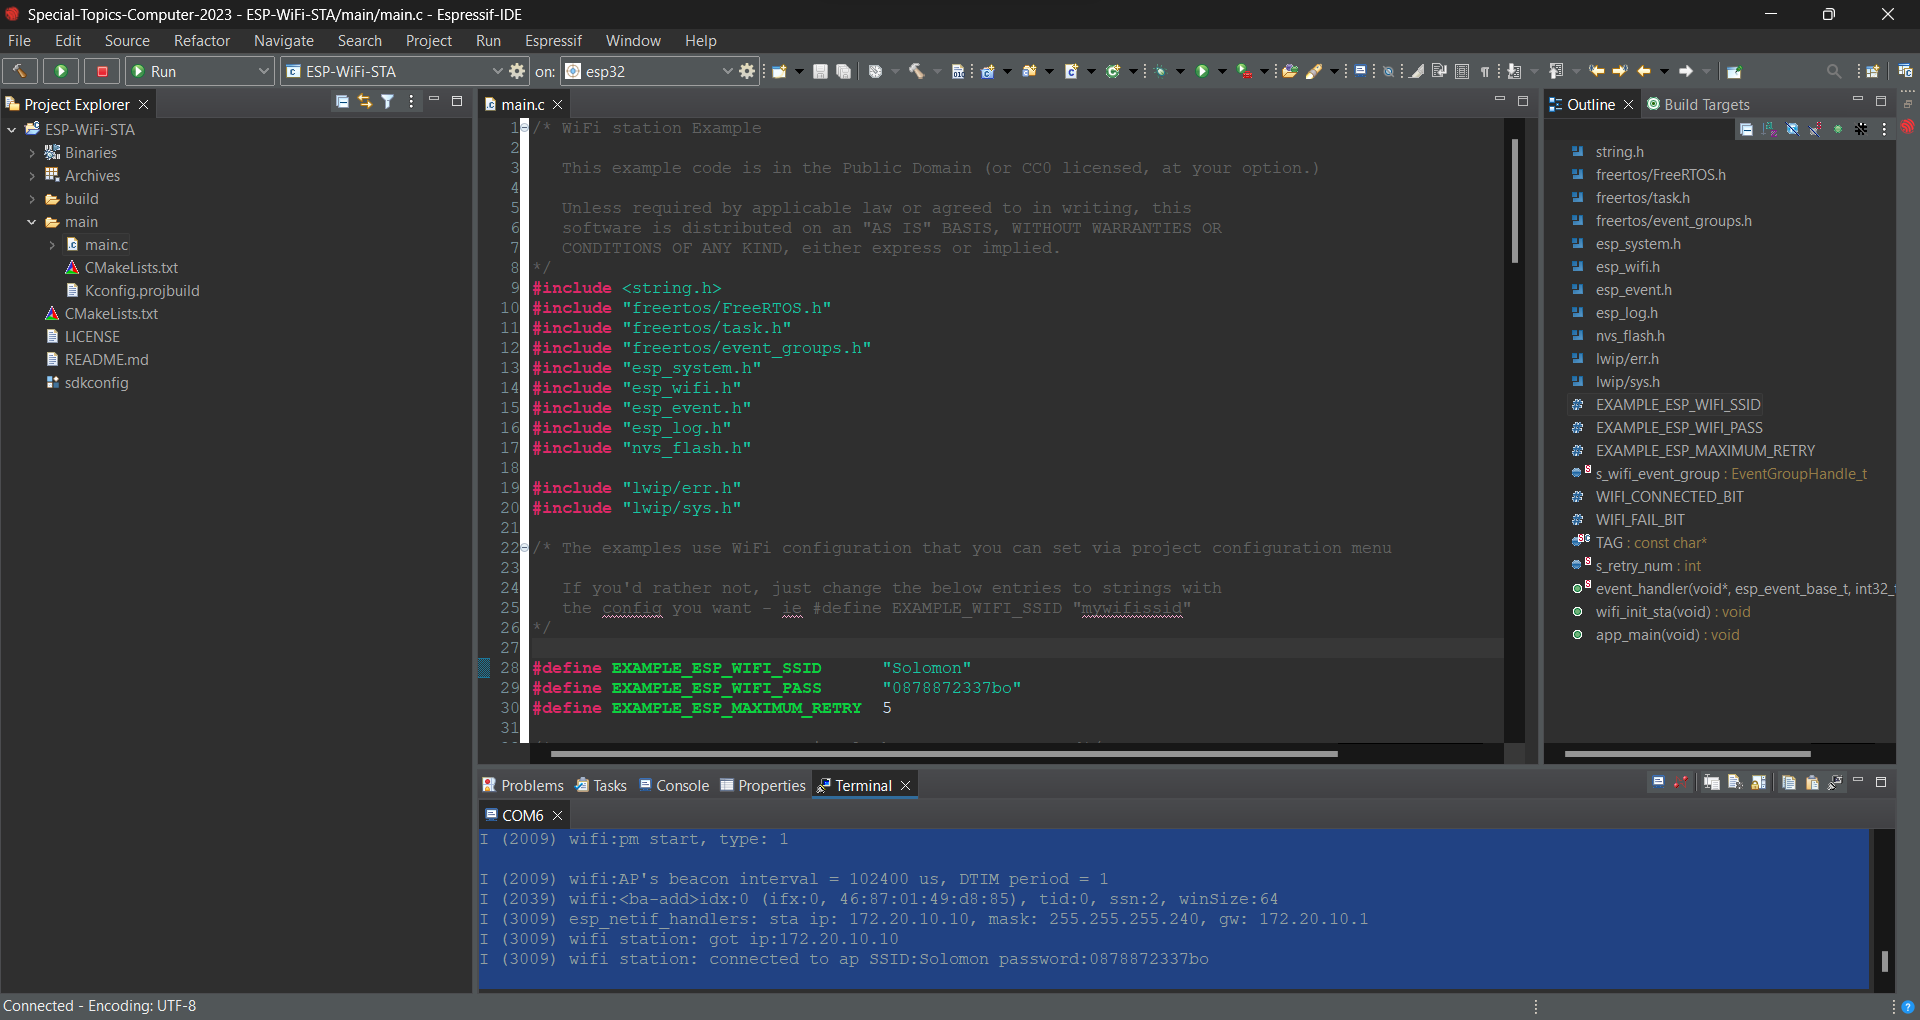 Special-Topics-Computer-2023 - ESP-WiFi-STA/main/main.c - Espressif-IDE
File Edit Source Refactor Navigate Search Project Run Espressif Window Help
Run ESP-WiFi-STA on: esp32
Project Explorer
ESP-WiFi-STA
Binaries
Archives
build
main
main.c
CMakeLists.txt
Kconfig.projbuild
CMakeLists.txt
LICENSE
README.md
sdkconfig
main.c
1 /* WiFi station Example
2
3 This example code is in the Public Domain (or CC0 licensed, at your option.)
4
5 Unless required by applicable law or agreed to in writing, this
6 software is distributed on an "AS IS" BASIS, WITHOUT WARRANTIES OR
7 CONDITIONS OF ANY KIND, either express or implied.
8 */
9 #include <string.h>
10 #include "freertos/FreeRTOS.h"
11 #include "freertos/task.h"
12 #include "freertos/event_groups.h"
13 #include "esp_system.h"
14 #include "esp_wifi.h"
15 #include "esp_event.h"
16 #include "esp_log.h"
17 #include "nvs_flash.h"
18
19 #include "lwip/err.h"
20 #include "lwip/sys.h"
21
22 /* The examples use WiFi configuration that you can set via project configuration menu
23
24 If you'd rather not, just change the below entries to strings with
25 the config you want - ie #define EXAMPLE_WIFI_SSID "mywifissid"
26 */
27
28 #define EXAMPLE_ESP_WIFI_SSID "Solomon"
29 #define EXAMPLE_ESP_WIFI_PASS "0878872337bo"
30 #define EXAMPLE_ESP_MAXIMUM_RETRY 5
31
Outline Build Targets
string.h
freertos/FreeRTOS.h
freertos/task.h
freertos/event_groups.h
esp_system.h
esp_wifi.h
esp_event.h
esp_log.h
nvs_flash.h
lwip/err.h
lwip/sys.h
EXAMPLE_ESP_WIFI_SSID
EXAMPLE_ESP_WIFI_PASS
EXAMPLE_ESP_MAXIMUM_RETRY
s_wifi_event_group : EventGroupHandle_t
WIFI_CONNECTED_BIT
WIFI_FAIL_BIT
TAG : const char*
s_retry_num : int
event_handler(void*, esp_event_base_t, int32_
wifi_init_sta(void) : void
app_main(void) : void
Problems Tasks Console Properties Terminal
COM6
I (2009) wifi:pm start, type: 1
I (2009) wifi:AP's beacon interval = 102400 us, DTIM period = 1
I (2039) wifi:<ba-add>idx:0 (ifx:0, 46:87:01:49:d8:85), tid:0, ssn:2, winSize:64
I (3009) esp_netif_handlers: sta ip: 172.20.10.10, mask: 255.255.255.240, gw: 172.20.10.1
I (3009) wifi station: got ip:172.20.10.10
I (3009) wifi station: connected to ap SSID:Solomon password:0878872337bo
Connected - Encoding: UTF-8